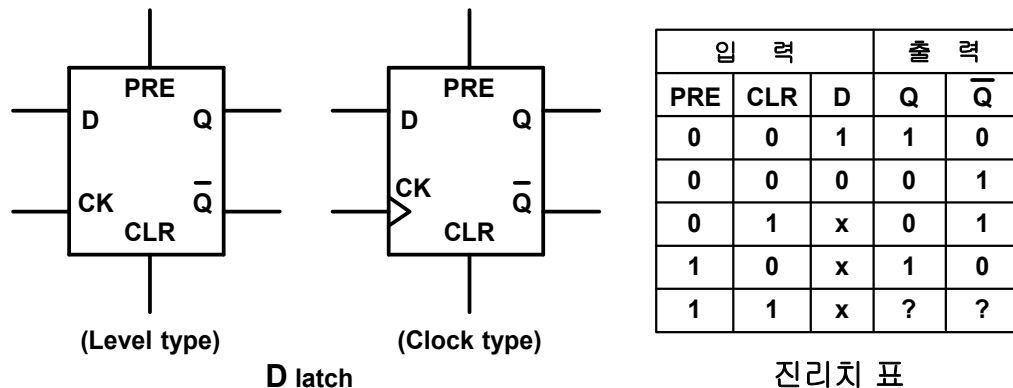 PRE
D Q
CK Q̅
CLR
(Level type)
PRE
D Q
CK Q̅
CLR
(Clock type)
D latch
입 력 출 력
PRE CLR D Q Q̅
0 0 1 1 0
0 0 0 0 1
0 1 x 0 1
1 0 x 1 0
1 1 x ? ?
진리치 표